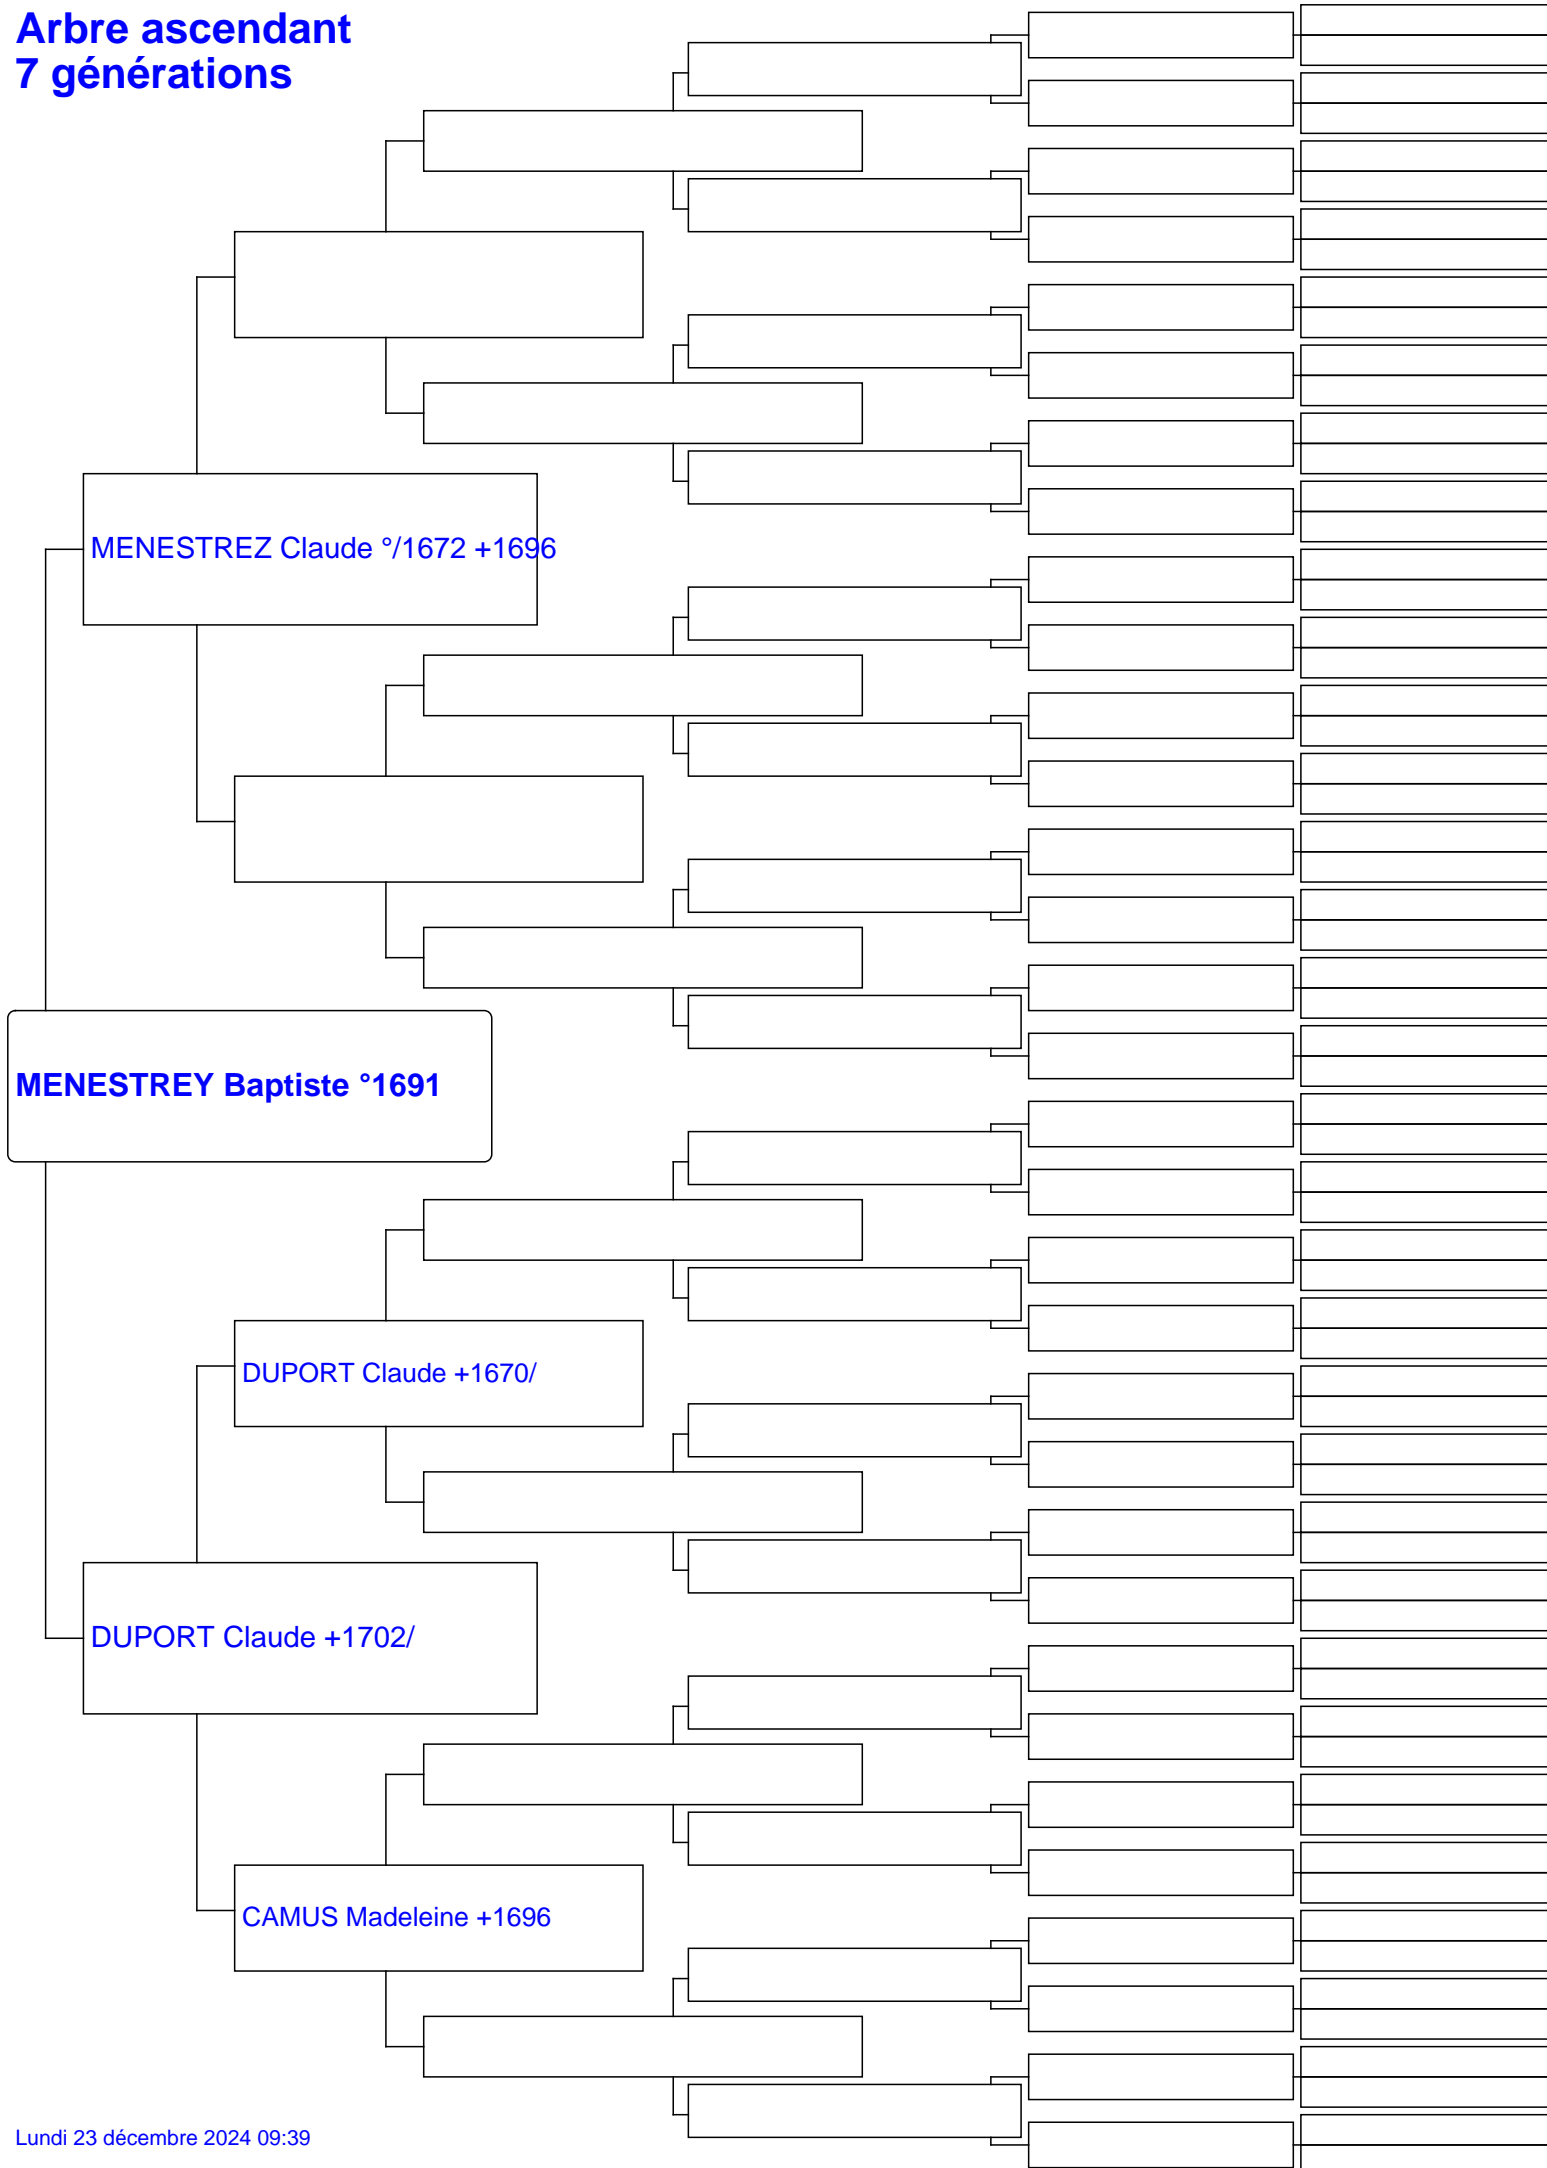 Arbre ascendant
7 générations
MENESTREZ Claude °/1672 +1696
MENESTREY Baptiste °1691
DUPORT Claude +1670/
DUPORT Claude +1702/
CAMUS Madeleine +1696
Lundi 23 décembre 2024 09:39